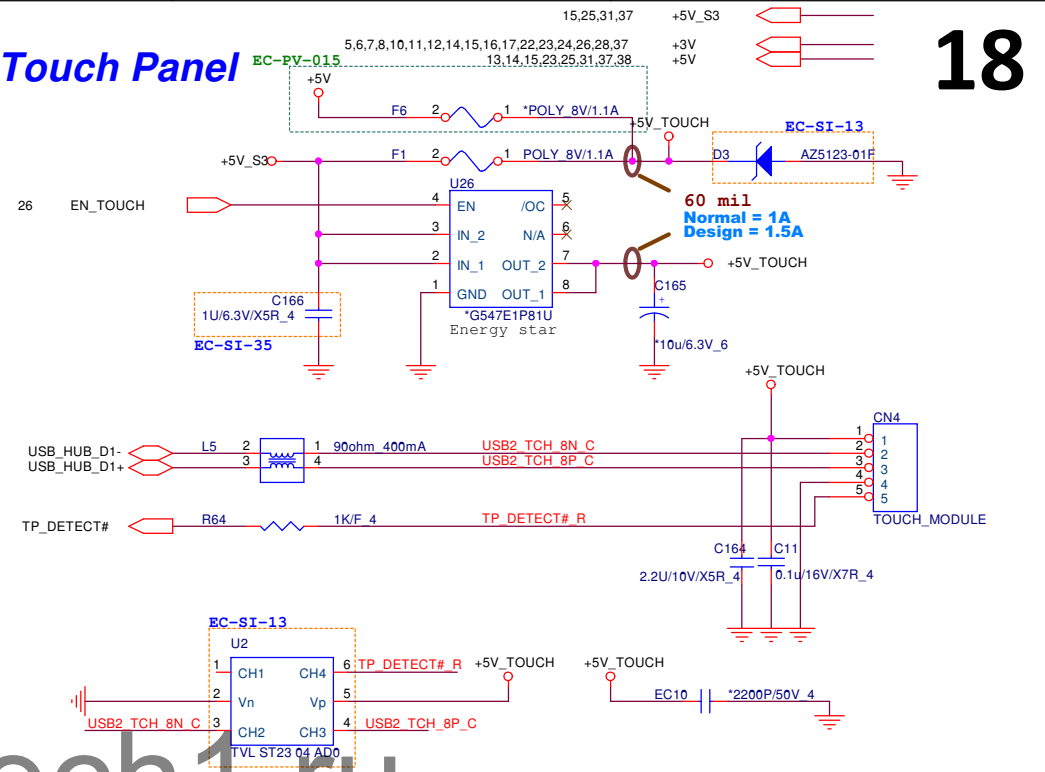 15,25,31,37 +5V_S3
5,6,7,8,10,11,12,14,15,16,17,22,23,24,26,28,37 +3V
13,14,15,23,25,31,37,38 +5V
18
Touch Panel
EC-PV-015
+5V
F6 2 1 *POLY_8V/1.1A
+5V_TOUCH
EC-SI-13
+5V_S3
F1 2 1 POLY_8V/1.1A
D3 AZ5123-01F
U26
26 EN_TOUCH
4 EN /OC 5
3 IN_2 N/A 6
2 IN_1 OUT_2 7
1 GND OUT_1 8
*G547E1P81U
Energy star
60 mil
Normal = 1A
Design = 1.5A
+5V_TOUCH
C165
+
*10u/6.3V_6
C166
1U/6.3V/X5R_4
EC-SI-35
+5V_TOUCH
CN4
USB_HUB_D1- L5 2 1 90ohm_400mA USB2_TCH_8N_C
USB_HUB_D1+ 3 4 USB2_TCH_8P_C
1 1
2 2
3 3
4 4
5 5
TOUCH_MODULE
TP_DETECT# R64 1K/F_4 TP_DETECT#_R
C164 C11
2.2U/10V/X5R_4 0.1u/16V/X7R_4
EC-SI-13
U2
1 CH1 CH4 6 TP_DETECT#_R
2 Vn Vp 5
USB2_TCH_8N_C 3 CH2 CH3 4 USB2_TCH_8P_C
TVL ST23 04 AD0
+5V_TOUCH
+5V_TOUCH
EC10 *2200P/50V_4